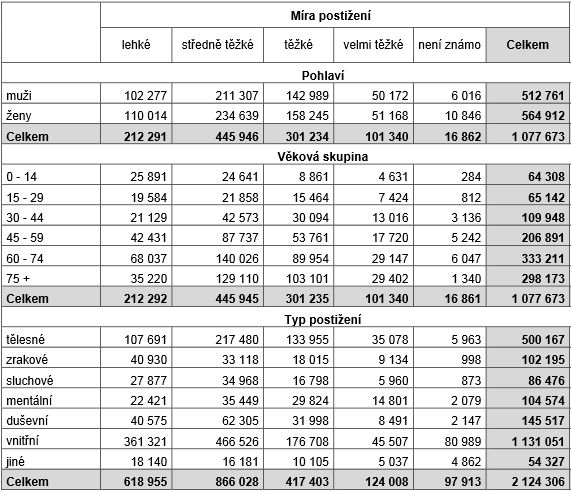 Míra postižení
lehké středně těžké těžké velmi těžké není známo Celkem
Pohlaví
muži 102 277 211 307 142 989 50 172 6 016 512 761
ženy 110 014 234 639 158 245 51 168 10 846 564 912
Celkem 212 291 445 946 301 234 101 340 16 862 1 077 673
Věková skupina
0 - 14 25 891 24 641 8 861 4 631 284 64 308
15 - 29 19 584 21 858 15 464 7 424 812 65 142
30 - 44 21 129 42 573 30 094 13 016 3 136 109 948
45 - 59 42 431 87 737 53 761 17 720 5 242 206 891
60 - 74 68 037 140 026 89 954 29 147 6 047 333 211
75 + 35 220 129 110 103 101 29 402 1 340 298 173
Celkem 212 292 445 945 301 235 101 340 16 861 1 077 673
Typ postižení
tělesné 107 691 217 480 133 955 35 078 5 963 500 167
zrakové 40 930 33 118 18 015 9 134 998 102 195
sluchové 27 877 34 968 16 798 5 960 873 86 476
mentální 22 421 35 449 29 824 14 801 2 079 104 574
duševní 40 575 62 305 31 998 8 491 2 147 145 517
vnitřní 361 321 466 526 176 708 45 507 80 989 1 131 051
jiné 18 140 16 181 10 105 5 037 4 862 54 327
Celkem 618 955 866 028 417 403 124 008 97 913 2 124 306